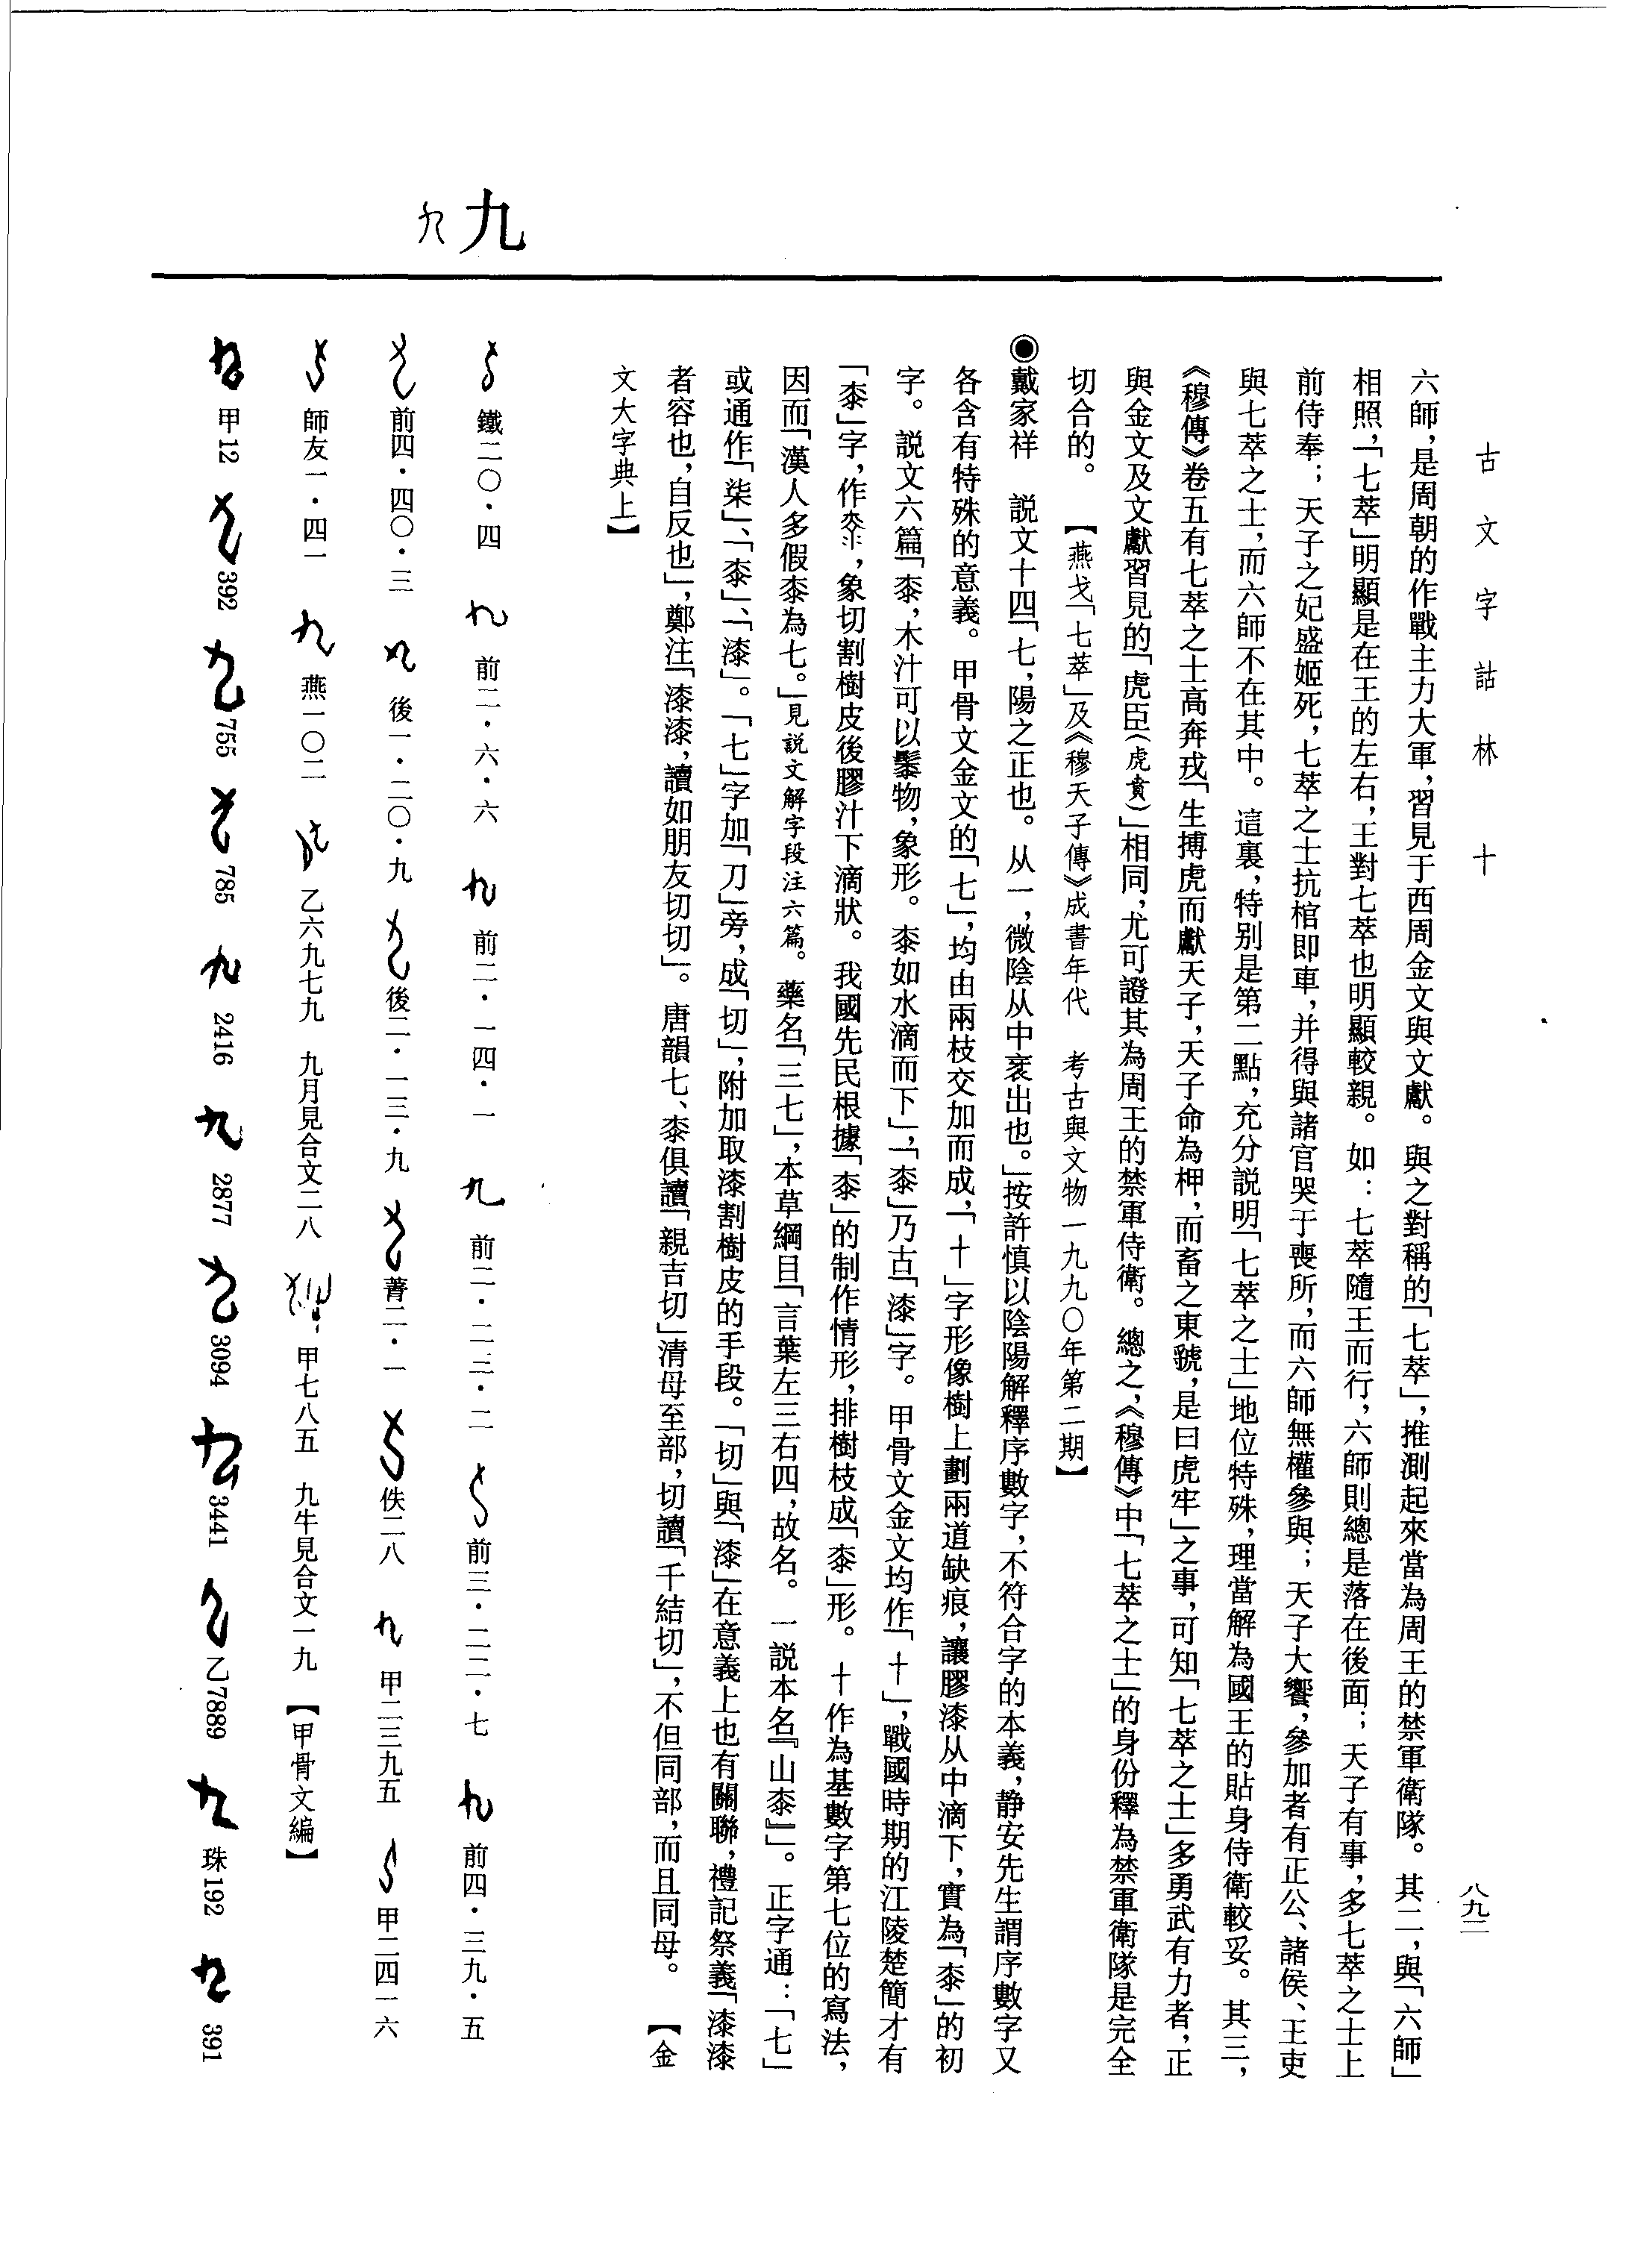 古文字詁林　十
八九二
六師，是周朝的作戰主力大軍，習見于西周金文與文獻。與之對稱的「七萃」，推測起來當為周王的禁軍衛隊。其二，與「六師」
相照，「七萃」明顯是在王的左右，王對七萃也明顯較親。如：七萃隨王而行，六師則總是落在後面；天子有事，多七萃之士上
前侍奉；天子之妃盛姬死，七萃之士抗棺即車，并得與諸官哭于喪所，而六師無權參與；天子大饗，參加者有正公、諸侯、王吏
與七萃之士，而六師不在其中。這裏，特别是第二點，充分説明「七萃之士」地位特殊，理當解為國王的貼身侍衛較妥。其三，
《穆傳》卷五有七萃之士高奔戎「生搏虎而獻天子，天子命為柙，而畜之東虢，是曰虎牢」之事，可知「七萃之士」多勇武有力者，正
與金文及文獻習見的「虎臣（虎賁）」相同，尤可證其為周王的禁軍侍衛。總之，《穆傳》中「七萃之士」的身份釋為禁軍衛隊是完全
切合的。【燕戈「七萃」及《穆天子傳》成書年代　考古與文物一九九〇年第二期】
◉戴家祥　説文十四「七，陽之正也。从一，微陰从中衺出也。」按許慎以陰陽解釋序數字，不符合字的本義，静安先生謂序數字又
各含有特殊的意義。甲骨文金文的「七」，均由兩枝交加而成，「十」字形像樹上劃兩道缺痕，讓膠漆从中滴下，實為「桼」的初
字。説文六篇「桼，木汁可以髤物，象形。桼如水滴而下」，「桼」乃古「漆」字。甲骨文金文均作「十」，戰國時期的江陵楚簡才有
「桼」字，作，象切割樹皮後膠汁下滴狀。我國先民根據「桼」的制作情形，排樹枝成「桼」形。十作為基數字第七位的寫法，
因而「漢人多假桼為七。」見説文解字段注六篇。藥名「三七」，本草綱目「言葉左三右四，故名。一説本名『山桼』」。正字通：「七」
或通作「柒」、「桼」、「漆」。「七」字加「刀」旁，成「切」，附加取漆割樹皮的手段。「切」與「漆」在意義上也有關聯，禮記祭義「漆漆
者容也，自反也」，鄭注「漆漆，讀如朋友切切」。唐韻七、桼俱讀「親吉切」清母至部，切讀「千結切」，不但同部，而且同母。【金
文大字典上】
九
鐵二〇・四　前二・六・六　前二・一四・一　前二・二三・二　前三・二二・七　前四・三九・五
前四・四〇・三　後一・二〇・九　後二・一三・九　菁二・一　佚二八　甲二三九五　甲二四一六
師友一・四一　燕一〇二　乙六九七九　九月見合文二八　甲七八五　九牛見合文一九【甲骨文編】
甲12　392　755　785　2416　2877　3094　3441　乙7889　珠192　391